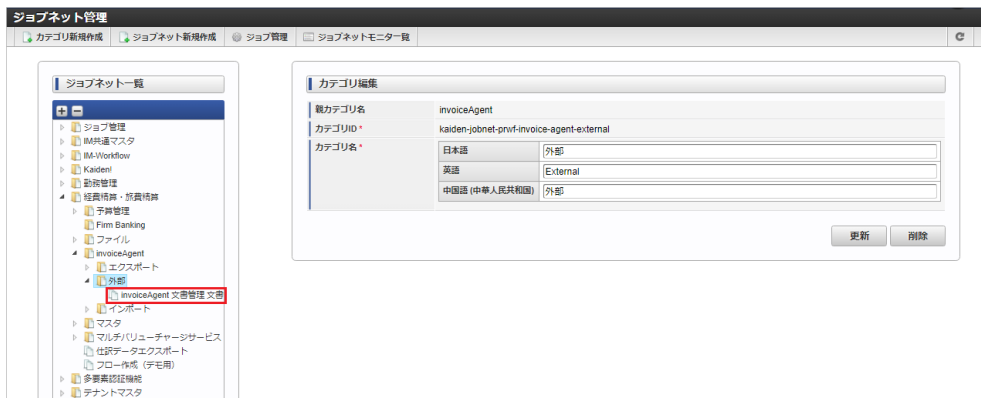 ジョブネット管理
カテゴリ新規作成 ジョブネット新規作成 ジョブ管理 ジョブネットモニター覧
ジョブネット一覧
ジョブ管理
IM共通マスタ
IM-Workflow
Kaiden!
勤務管理
経費精算・旅費精算
予算管理
Firm Banking
ファイル
invoiceAgent
エクスポート
外部
invoiceAgent 文書管理 文書
インポート
マスタ
マルチバリューチャージサービス
仕訳データエクスポート
フロー作成（デモ用）
多要素認証機能
テナントマスタ
カテゴリ編集
親カテゴリ名 invoiceAgent
カテゴリID * kaiden-jobnet-prwf-invoice-agent-external
カテゴリ名 * 日本語 外部
英語 External
中国語 (中華人民共和国) 外部
更新 削除